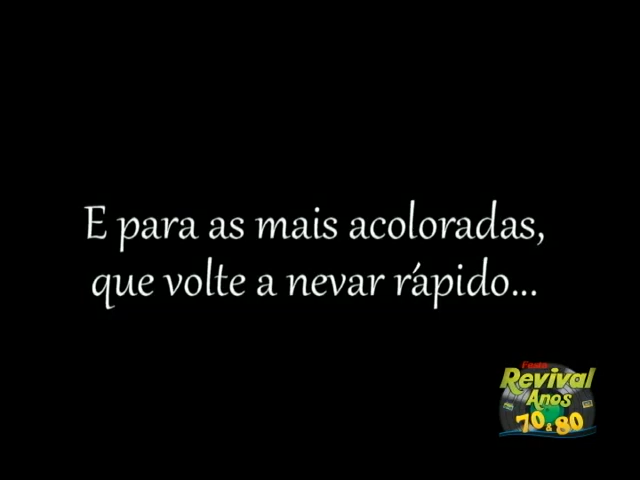 E para as mais acoloradas,
que volte a nevar rápido...
Festa
Revival
Anos
70 & 80